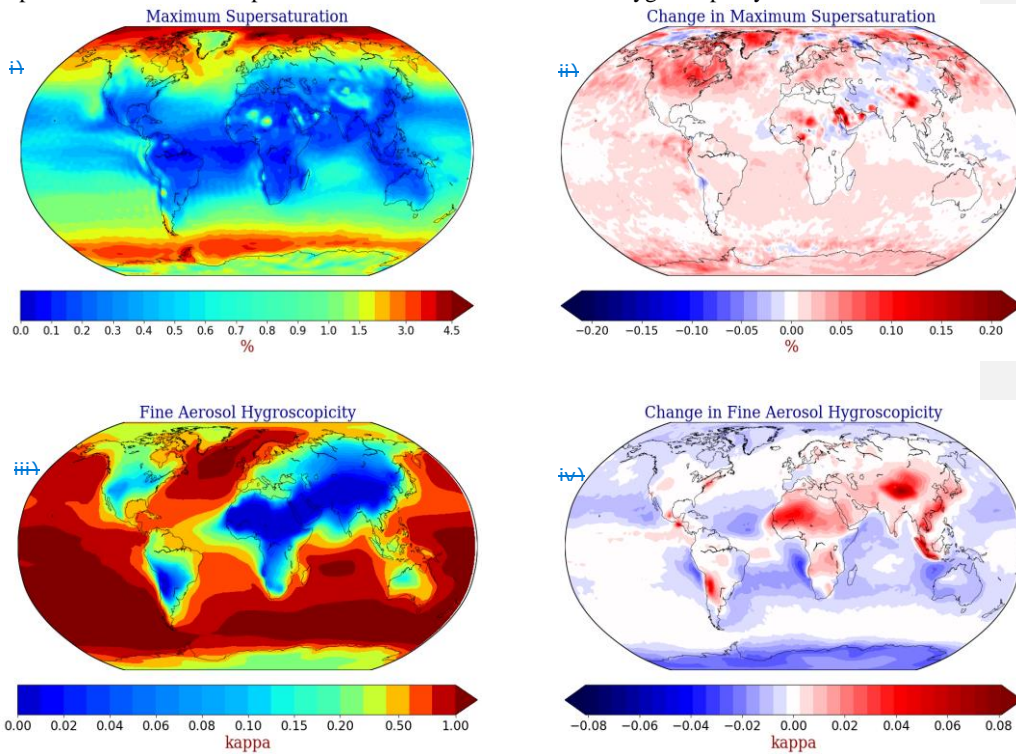 Maximum Supersaturation
Change in Maximum Supersaturation
i)
ii)
0.0 0.1 0.2 0.3 0.4 0.5 0.6 0.7 0.8 0.9 1.0 1.5 2.0 3.0 4.5
%
−0.20 −0.15 −0.10 −0.05 0.00 0.05 0.10 0.15 0.20
%
Fine Aerosol Hygroscopicity
Change in Fine Aerosol Hygroscopicity
iii)
iv)
0.00 0.02 0.04 0.06 0.08 0.10 0.15 0.20 0.50 1.00
kappa
−0.08 −0.06 −0.04 −0.02 0.00 0.02 0.04 0.06 0.08
kappa